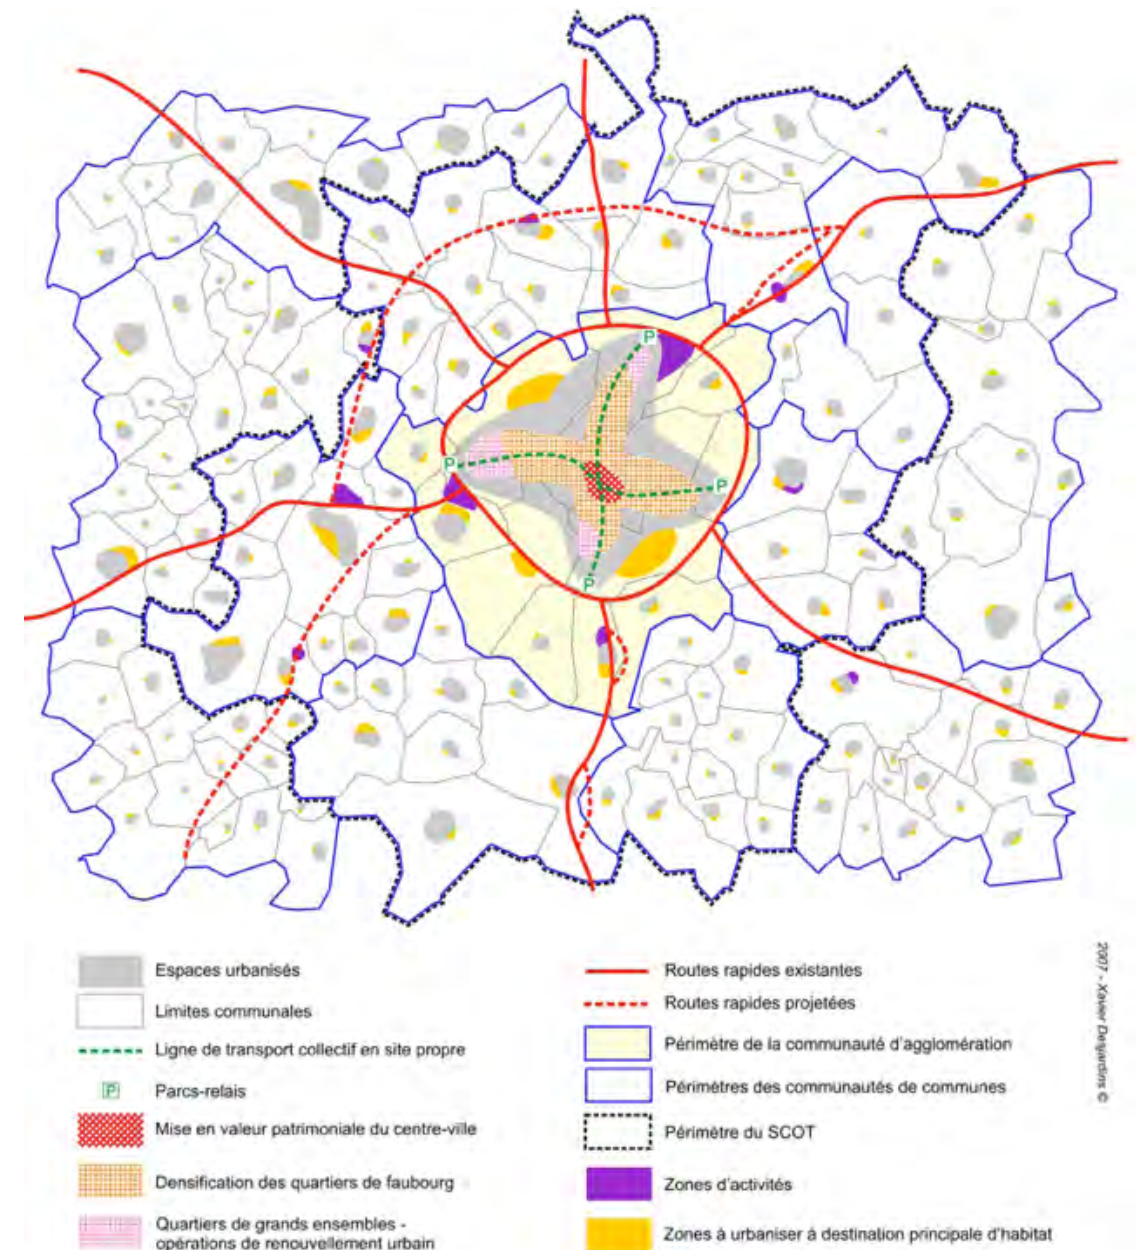 P
P
P
P
Espaces urbanisés
Limites communales
Ligne de transport collectif en site propre
P
Parcs-relais
Mise en valeur patrimoniale du centre-ville
Densification des quartiers de faubourg
Quartiers de grands ensembles -
opérations de renouvellement urbain
Routes rapides existantes
Routes rapides projetées
Périmètre de la communauté d'agglomération
Périmètres des communautés de communes
Périmètre du SCOT
Zones d'activités
Zones à urbaniser à destination principale d'habitat
2007 - Xavier Desjardins ©